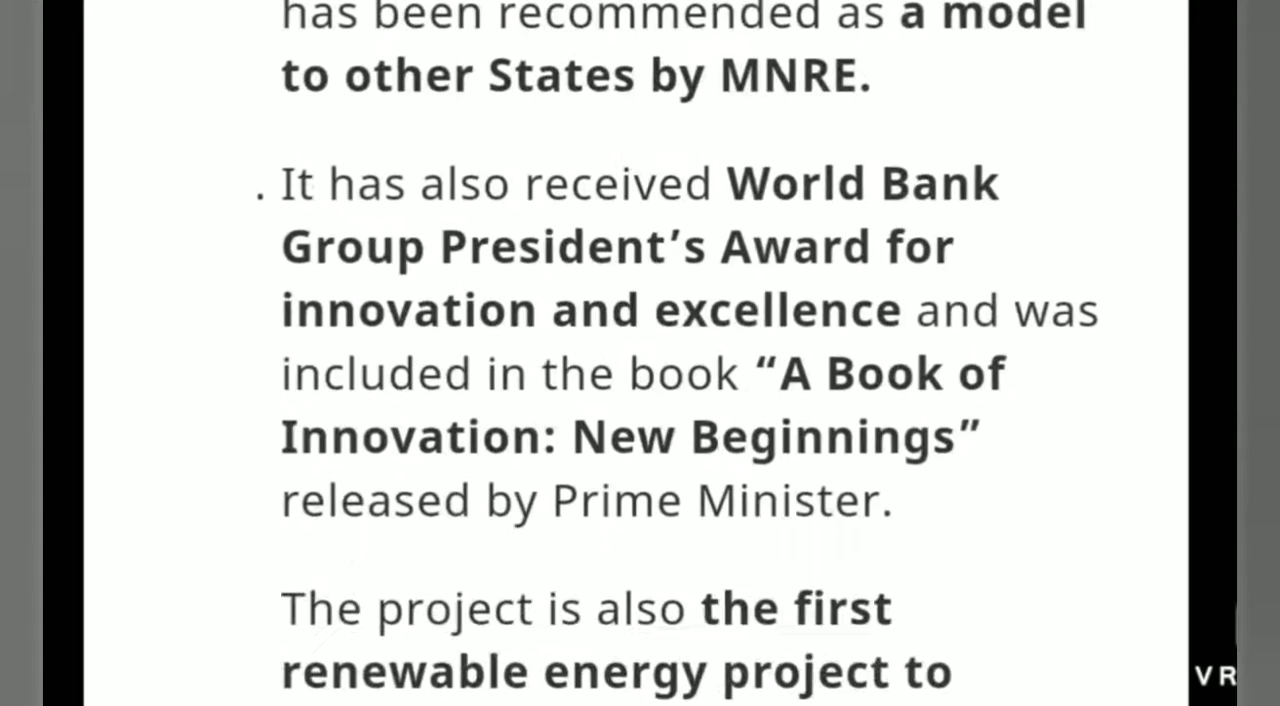 has been recommended as a model
to other States by MNRE.
. It has also received World Bank
Group President’s Award for
innovation and excellence and was
included in the book “A Book of
Innovation: New Beginnings”
released by Prime Minister.
The project is also the first
renewable energy project to
VR